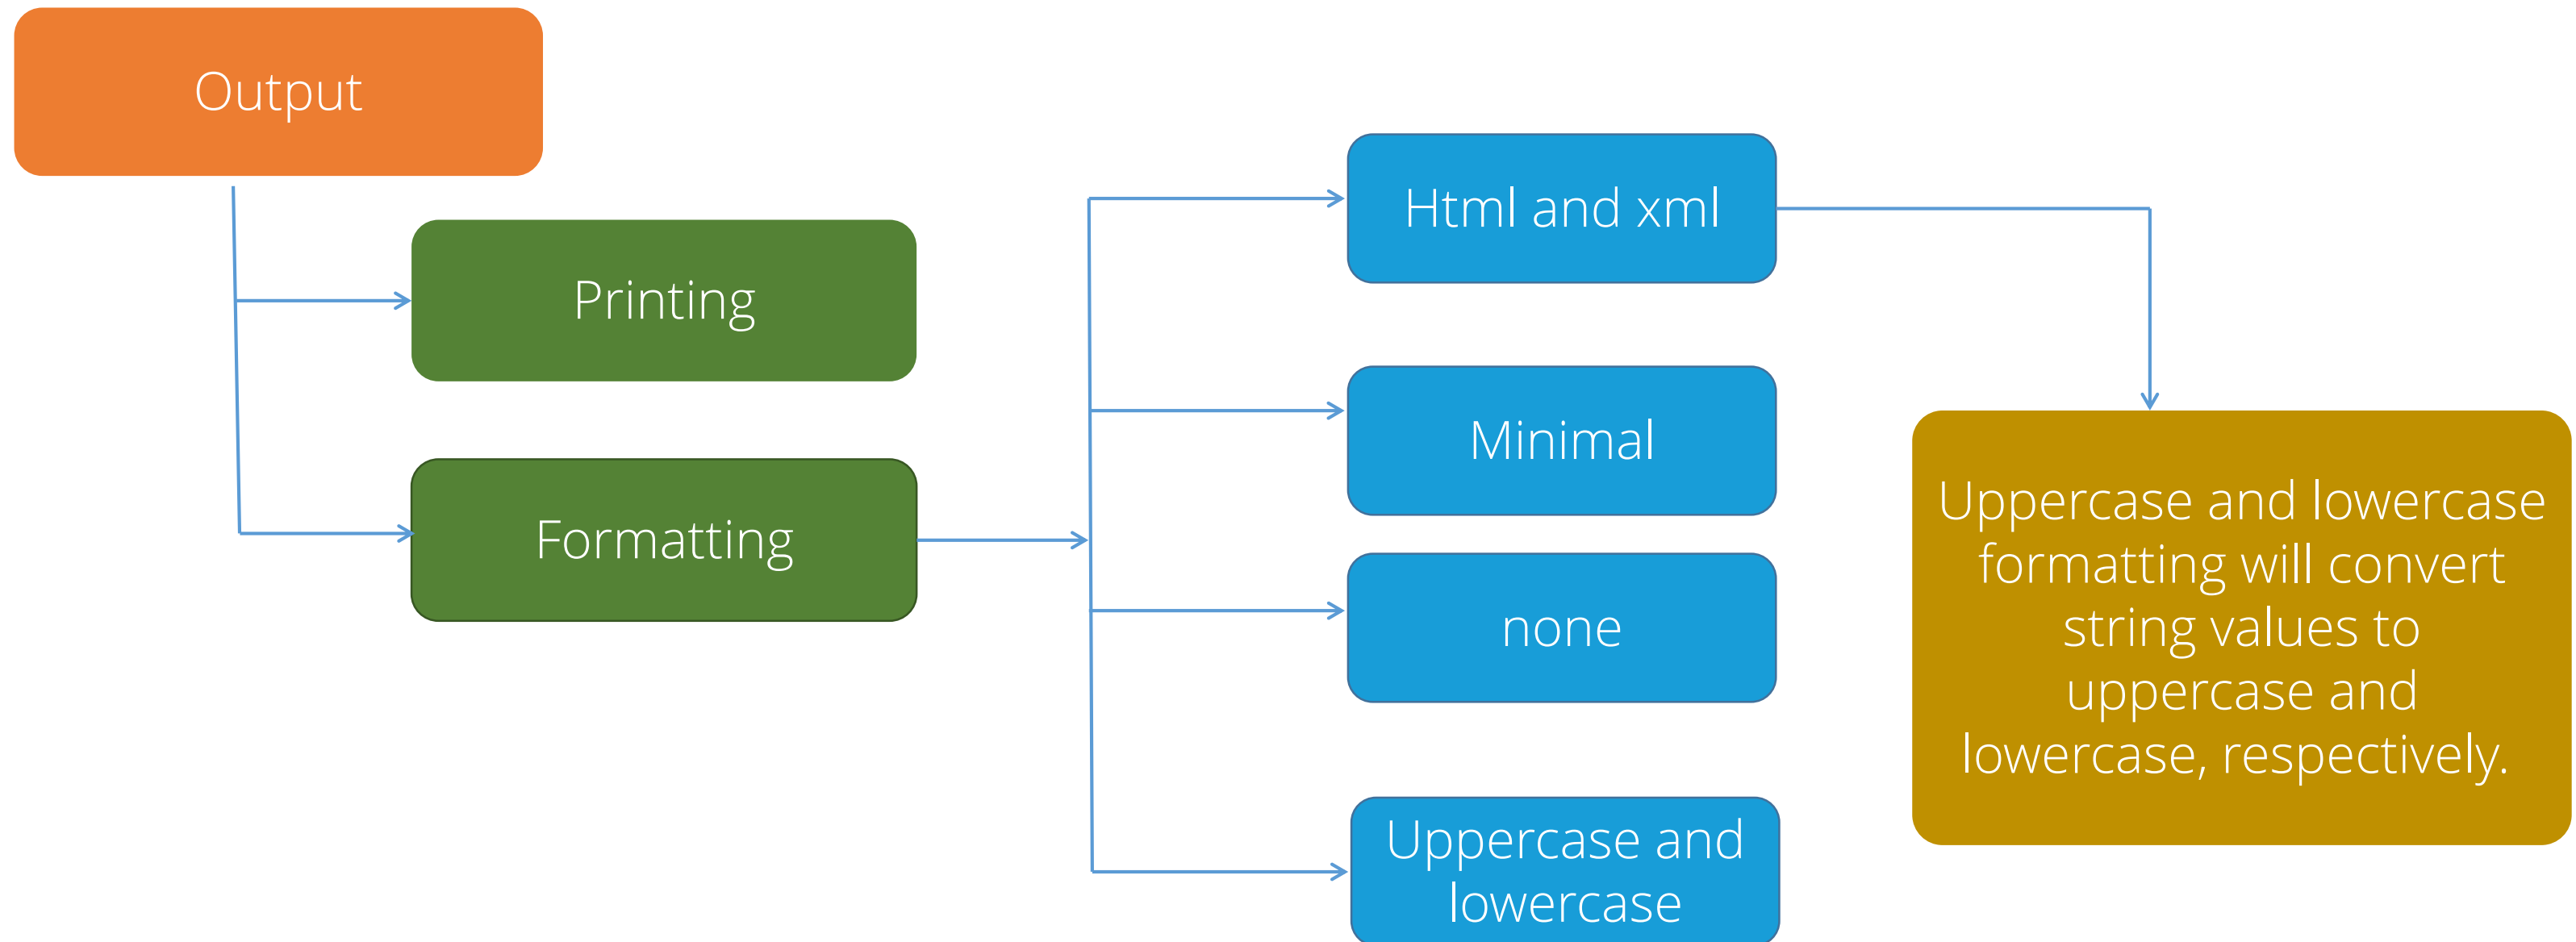 Output
Printing
Formatting
Html and xml
Minimal
none
Uppercase and
lowercase
Uppercase and lowercase
formatting will convert
string values to
uppercase and
lowercase, respectively.